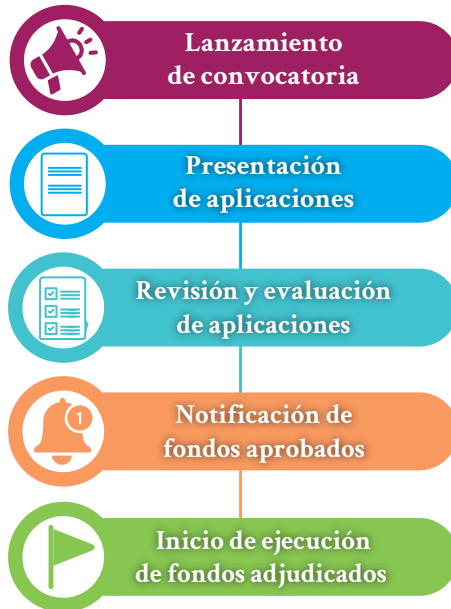 Lanzamiento
de convocatoria
Presentación
de aplicaciones
Revisión y evaluación
de aplicaciones
1
Notificación de
fondos aprobados
Inicio de ejecución
de fondos adjudicados